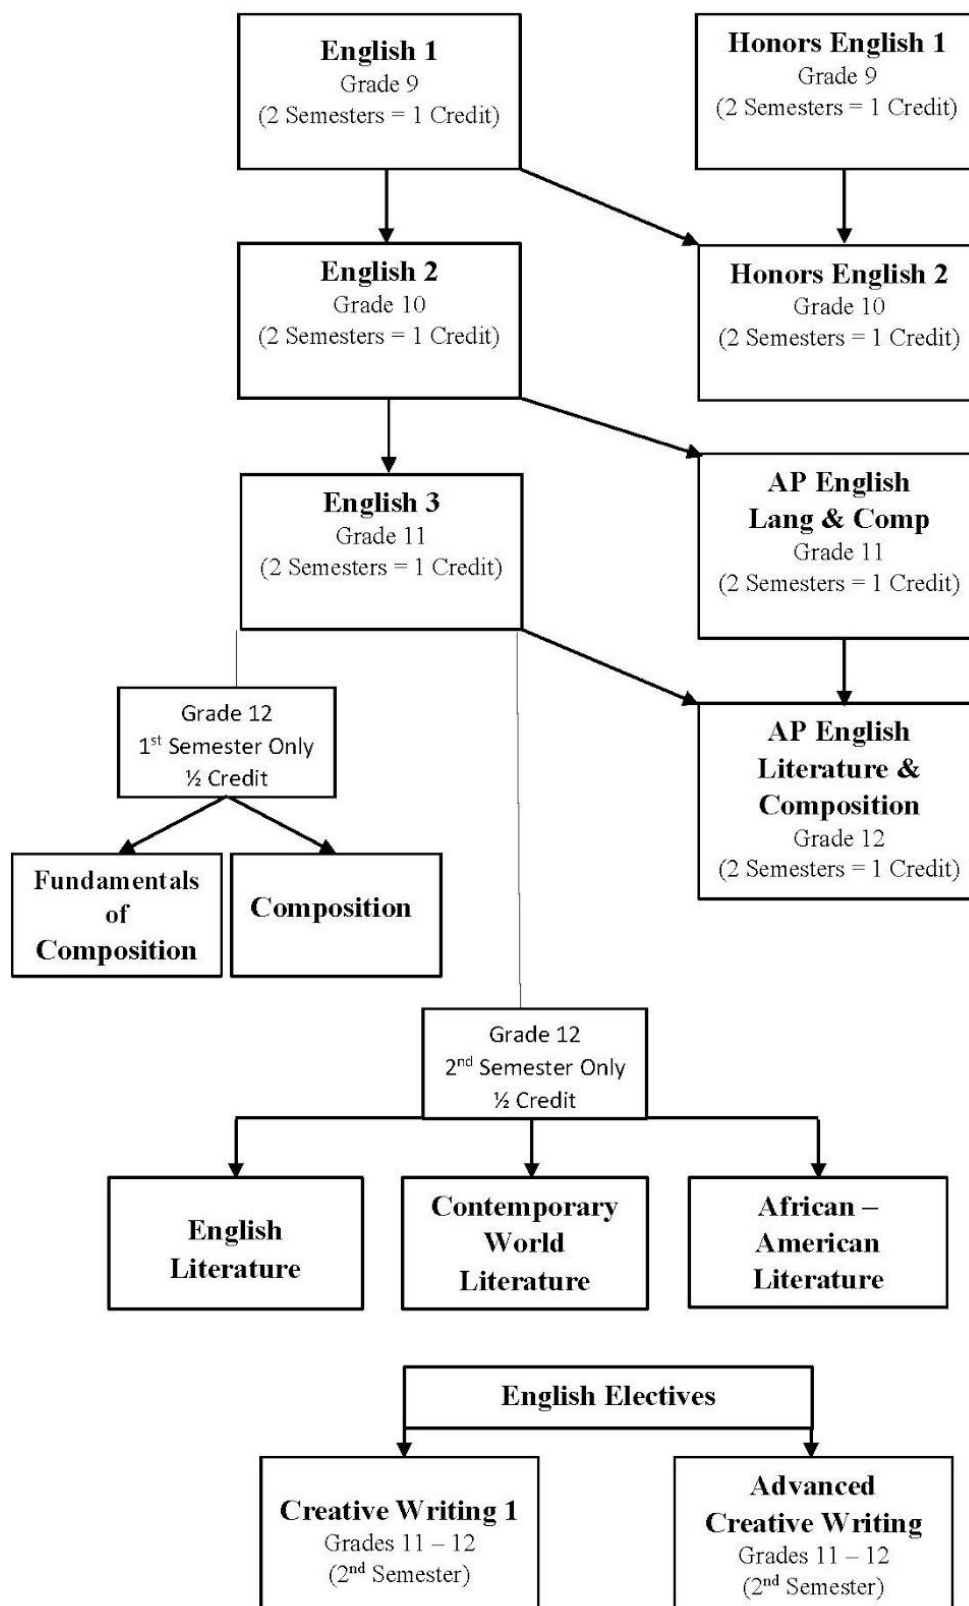 English 1
Grade 9
(2 Semesters = 1 Credit)
Honors English 1
Grade 9
(2 Semesters = 1 Credit)
English 2
Grade 10
(2 Semesters = 1 Credit)
Honors English 2
Grade 10
(2 Semesters = 1 Credit)
English 3
Grade 11
(2 Semesters = 1 Credit)
AP English
Lang & Comp
Grade 11
(2 Semesters = 1 Credit)
Grade 12
1st Semester Only
½ Credit
AP English
Literature &
Composition
Grade 12
(2 Semesters = 1 Credit)
Fundamentals
of
Composition
Composition
Grade 12
2nd Semester Only
½ Credit
English
Literature
Contemporary
World
Literature
African –
American
Literature
English Electives
Creative Writing 1
Grades 11 – 12
(2nd Semester)
Advanced
Creative Writing
Grades 11 – 12
(2nd Semester)